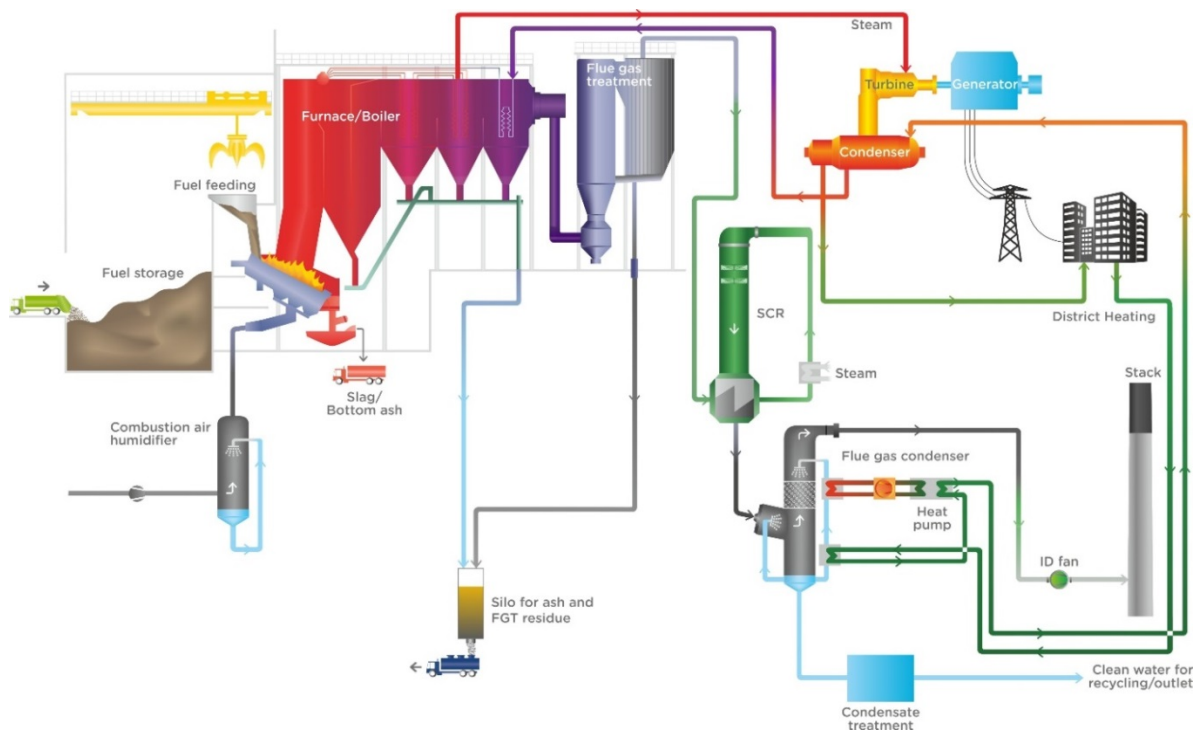 Steam
Flue gas
treatment
Turbine
Generator
Furnace/Boiler
Condenser
Fuel feeding
Fuel storage
SCR
District Heating
Steam
Stack
Slag/
Bottom ash
Combustion air
humidifier
Flue gas condenser
Heat
pump
ID fan
Silo for ash and
FGT residue
Clean water for
recycling/outlet
Condensate
treatment